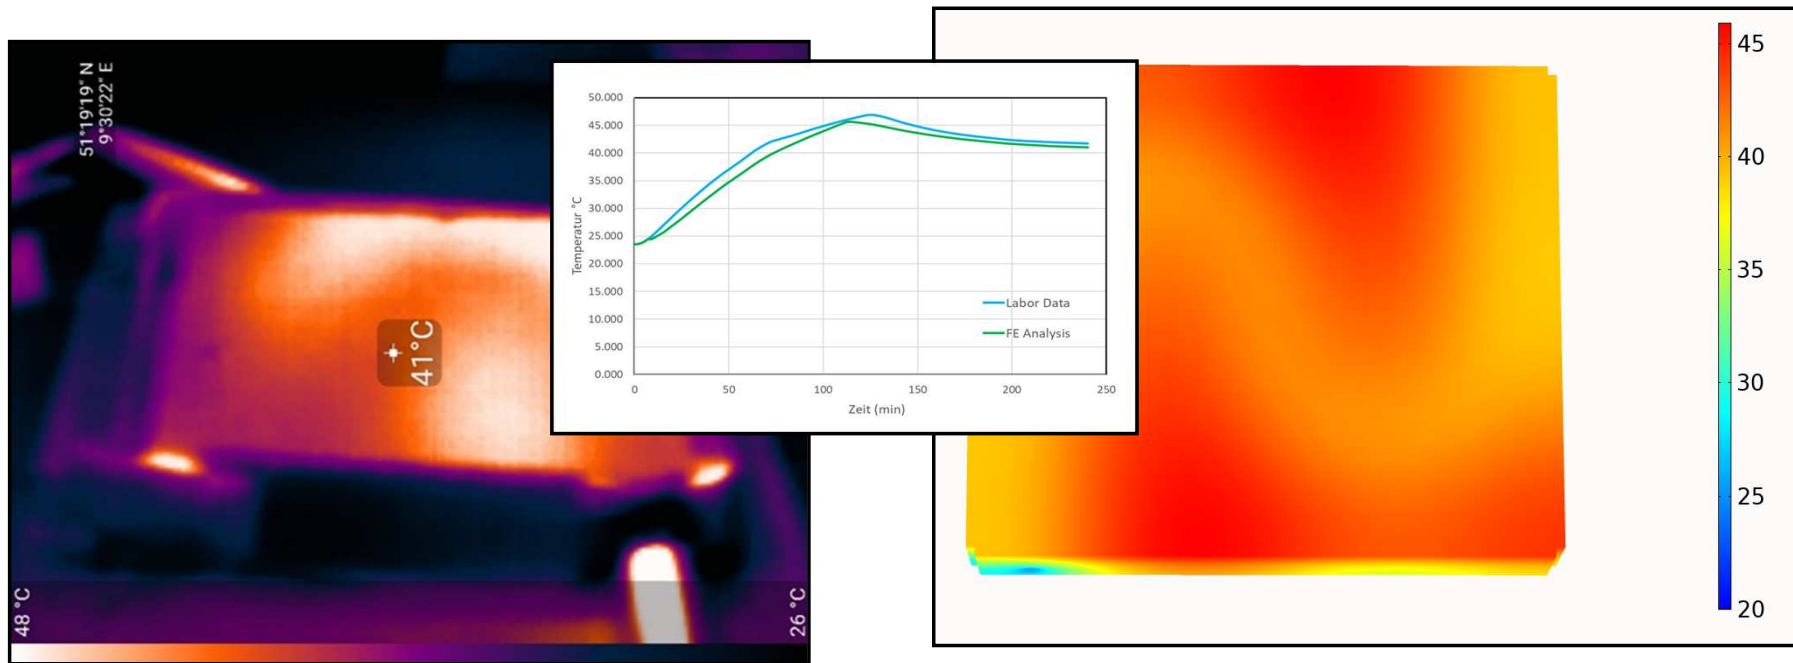 51°19'19" N
9°30'22" E
41°C
48 °C
26 °C
50.000
45.000
40.000
35.000
30.000
25.000
20.000
15.000
10.000
5.000
0.000
Temperatur °C
0
50
100
150
200
250
Zeit (min)
Labor Data
FE Analysis
45
40
35
30
25
20